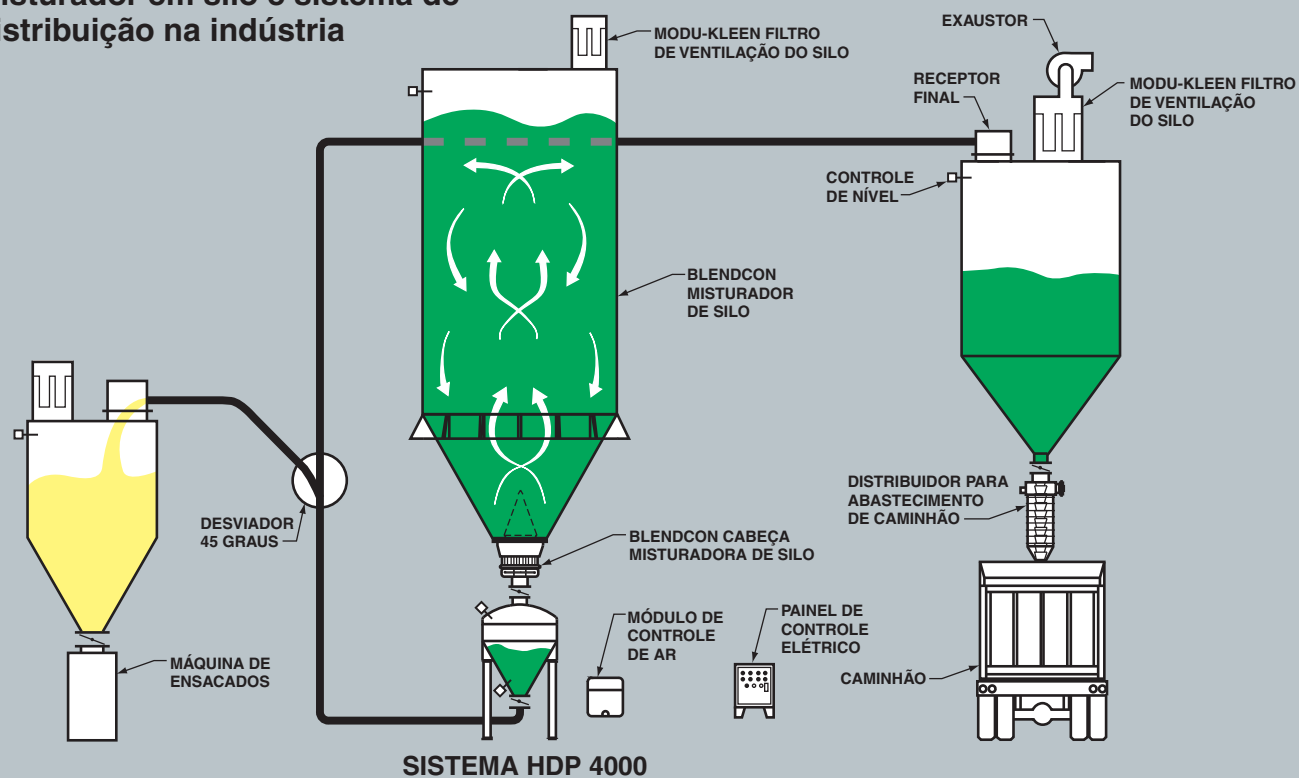 distribuição na indústria
MODU-KLEEN FILTRO
DE VENTILAÇÃO DO SILO
EXAUSTOR
RECEPTOR
FINAL
MODU-KLEEN FILTRO
DE VENTILAÇÃO
DO SILO
CONTROLE
DE NÍVEL
BLENDCON
MISTURADOR
DE SILO
DESVIADOR
45 GRAUS
DISTRIBUIDOR PARA
ABASTECIMENTO
DE CAMINHÃO
BLENDCON CABEÇA
MISTURADORA DE SILO
MÓDULO DE
CONTROLE
DE AR
PAINEL DE
CONTROLE
ELÉTRICO
MÁQUINA DE
ENSACADOS
CAMINHÃO
SISTEMA HDP 4000